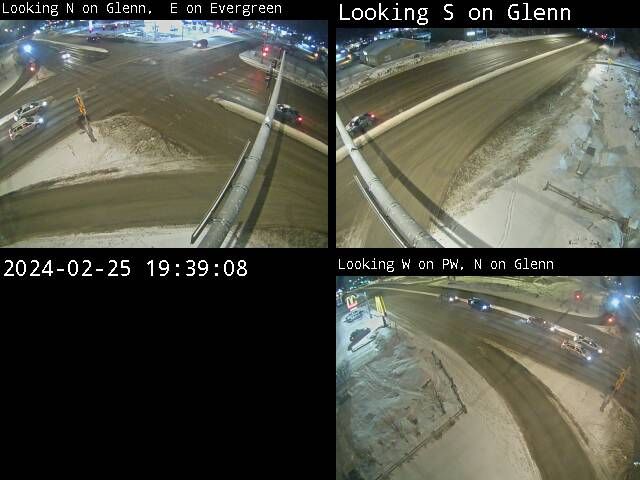 Looking N on Glenn, E on Evergreen
Looking S on Glenn
2024-02-25 19:39:08
Looking W on PW, N on Glenn